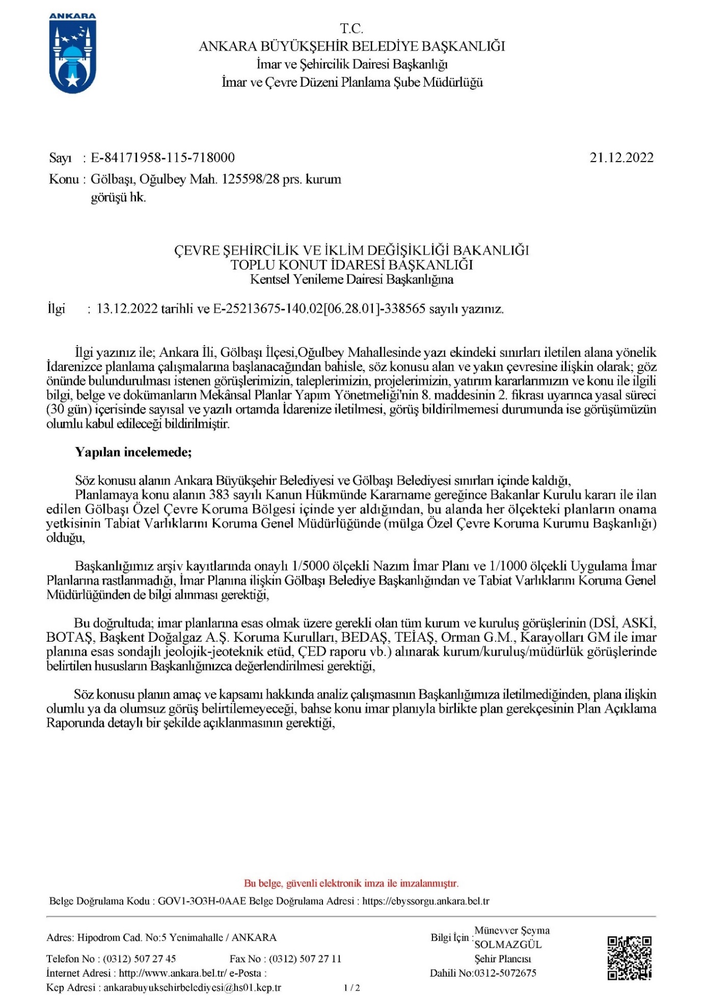 ANKARA
T.C.
ANKARA BÜYÜKŞEHİR BELEDİYE BAŞKANLIĞI
İmar ve Şehircilik Dairesi Başkanlığı
İmar ve Çevre Düzeni Planlama Şube Müdürlüğü
Sayı : E-84171958-115-718000 21.12.2022
Konu : Gölbaşı, Oğulbey Mah. 125598/28 prs. kurum
görüşü hk.
ÇEVRE ŞEHİRCİLİK VE İKLİM DEĞİŞİKLİĞİ BAKANLIĞI
TOPLU KONUT İDARESİ BAŞKANLIĞI
Kentsel Yenileme Dairesi Başkanlığına
İlgi : 13.12.2022 tarihli ve E-25213675-140.02[06.28.01]-338565 sayılı yazınız.
İlgi yazınız ile; Ankara İli, Gölbaşı İlçesi,Oğulbey Mahallesinde yazı ekindeki sınırları iletilen alana yönelik
İdarenizce planlama çalışmalarına başlanacağından bahisle, söz konusu alan ve yakın çevresine ilişkin olarak; göz
önünde bulundurulması istenen görüşlerimizin, taleplerimizin, projelerimizin, yatırım kararlarımızın ve konu ile ilgili
bilgi, belge ve dokümanların Mekânsal Planlar Yapım Yönetmeliği'nin 8. maddesinin 2. fıkrası uyarınca yasal süreci
(30 gün) içerisinde sayısal ve yazılı ortamda İdarenize iletilmesi, görüş bildirilmemesi durumunda ise görüşümüzün
olumlu kabul edileceği bildirilmiştir.
Yapılan incelemede;
Söz konusu alanın Ankara Büyükşehir Belediyesi ve Gölbaşı Belediyesi sınırları içinde kaldığı,
Planlamaya konu alanın 383 sayılı Kanun Hükmünde Kararname gereğince Bakanlar Kurulu kararı ile ilan
edilen Gölbaşı Özel Çevre Koruma Bölgesi içinde yer aldığından, bu alanda her ölçekteki planların onama
yetkisinin Tabiat Varlıklarını Koruma Genel Müdürlüğünde (mülga Özel Çevre Koruma Kurumu Başkanlığı)
olduğu,
Başkanlığımız arşiv kayıtlarında onaylı 1/5000 ölçekli Nazım İmar Planı ve 1/1000 ölçekli Uygulama İmar
Planlarına rastlanmadığı, İmar Planına ilişkin Gölbaşı Belediye Başkanlığından ve Tabiat Varlıklarını Koruma Genel
Müdürlüğünden de bilgi alınması gerektiği,
Bu doğrultuda; imar planlarına esas olmak üzere gerekli olan tüm kurum ve kuruluş görüşlerinin (DSİ, ASKİ,
BOTAŞ, Başkent Doğalgaz A.Ş. Koruma Kurulları, BEDAŞ, TEİAŞ, Orman G.M., Karayolları GM ile imar
planına esas sondajlı jeolojik-jeoteknik etüd, ÇED raporu vb.) alınarak kurum/kuruluş/müdürlük görüşlerinde
belirtilen hususların Başkanlığınızca değerlendirilmesi gerektiği,
Söz konusu planın amaç ve kapsamı hakkında analiz çalışmasının Başkanlığımıza iletilmediğinden, plana ilişkin
olumlu ya da olumsuz görüş belirtilemeyeceği, bahse konu imar planıyla birlikte plan gerekçesinin Plan Açıklama
Raporunda detaylı bir şekilde açıklanmasının gerektiği,
Bu belge, güvenli elektronik imza ile imzalanmıştır.
Belge Doğrulama Kodu : GOV1-3O3H-0AAE Belge Doğrulama Adresi : https://ebyssorgu.ankara.bel.tr
Adres: Hipodrom Cad. No:5 Yenimahalle / ANKARA
Telefon No : (0312) 507 27 45 Fax No : (0312) 507 27 11
İnternet Adresi : http://www.ankara.bel.tr/ e-Posta :
Kep Adresi : ankarabuyuksehirbelediyesi@hs01.kep.tr
Bilgi İçin : Münevver Şeyma
SOLMAZGÜL
Şehir Plancısı
Dahili No:0312-5072675
1 / 2